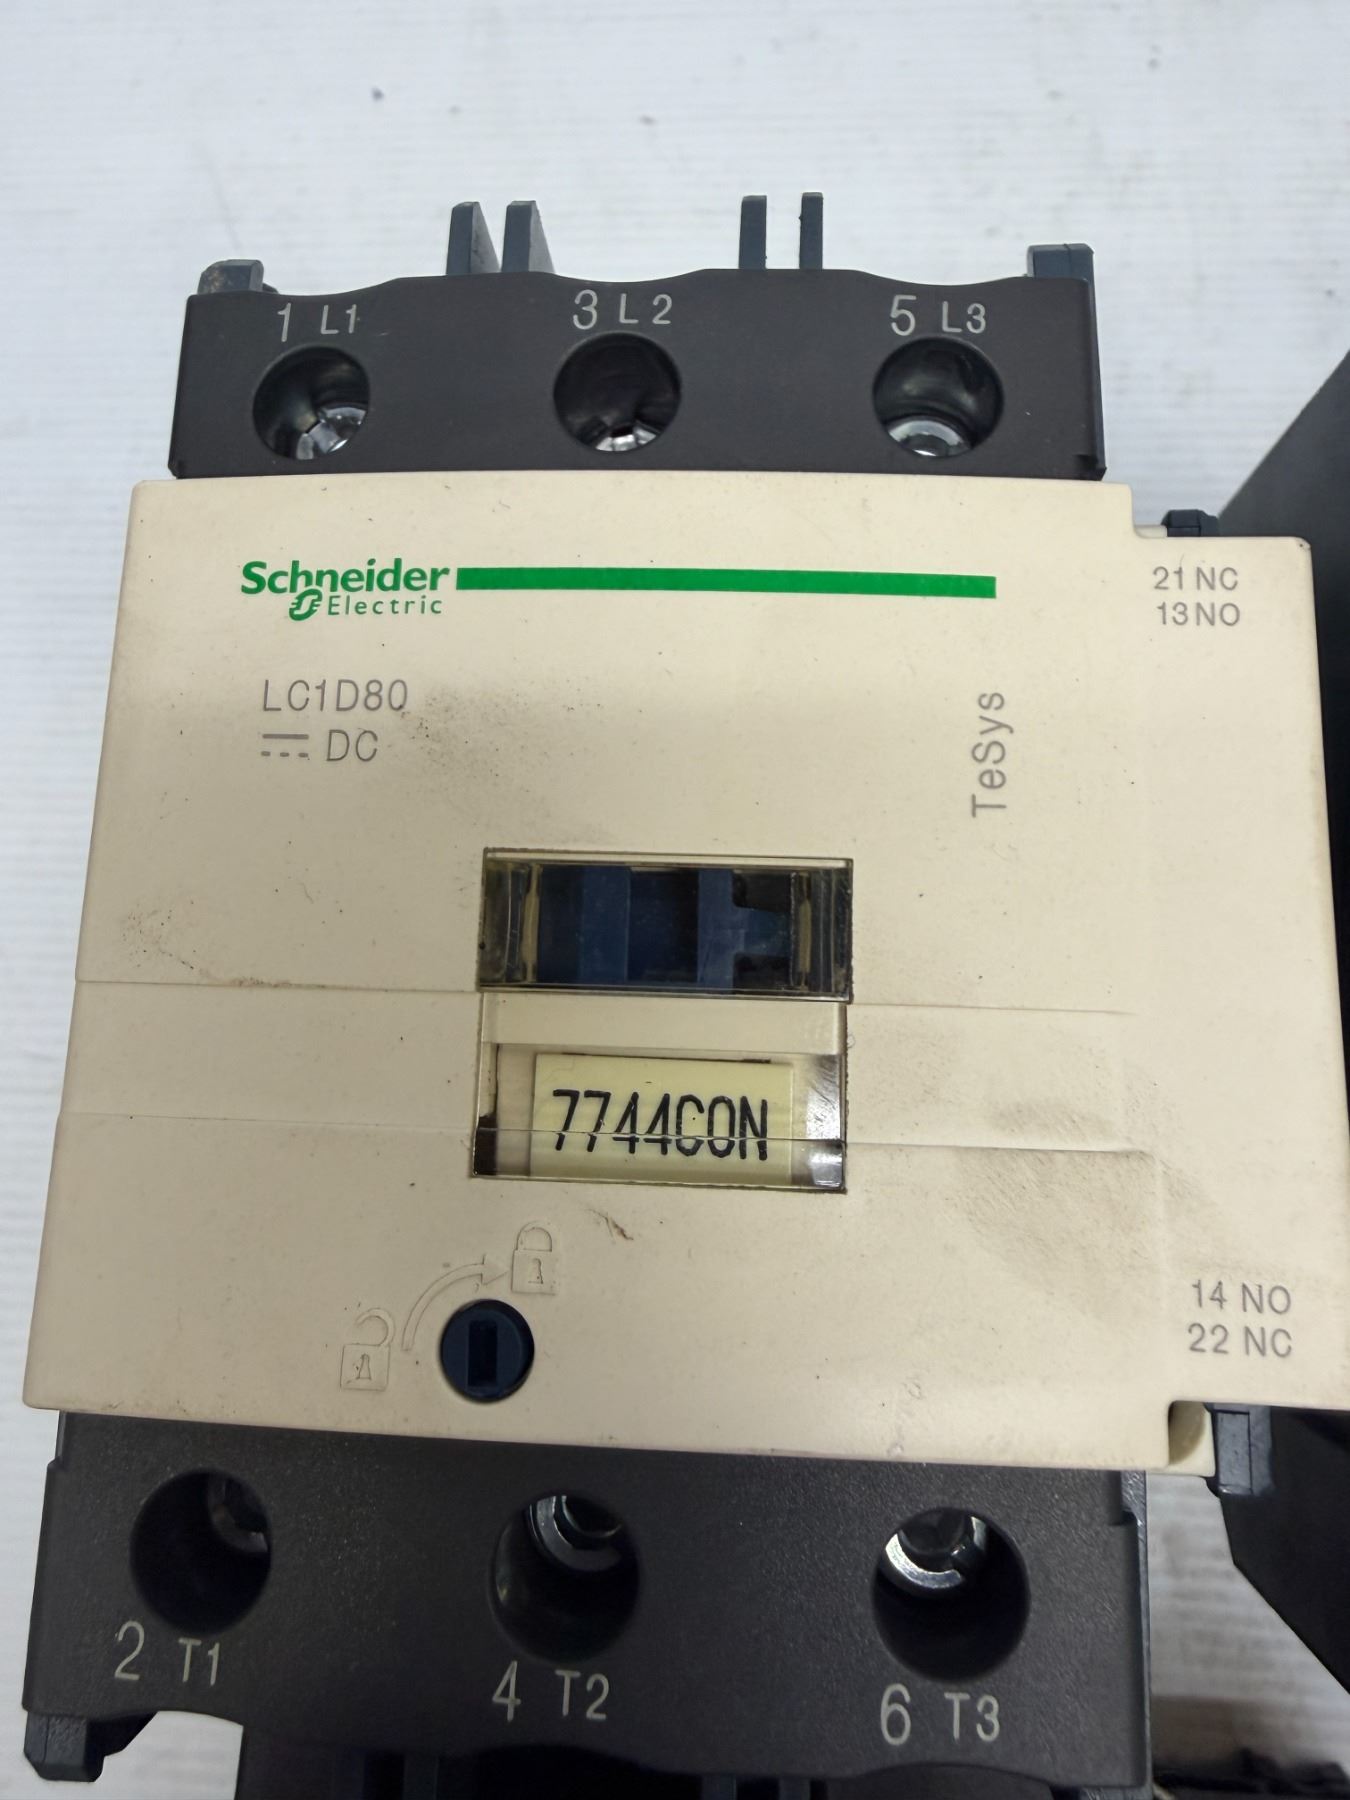 1 L1 3 L2 5 L3
Schneider
Electric
21 NC
13 NO
LC1D80
DC
TeSys
7744CON
14 NO
22 NC
2 T1 4 T2 6 T3